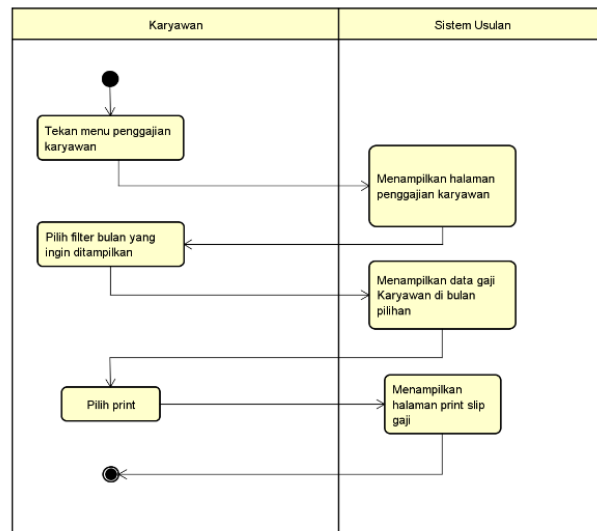 Karyawan
Sistem Usulan
Tekan menu penggajian
karyawan
Menampilkan halaman
penggajian karyawan
Pilih filter bulan yang
ingin ditampilkan
Menampilkan data gaji
Karyawan di bulan
pilihan
Pilih print
Menampilkan
halaman print slip
gaji